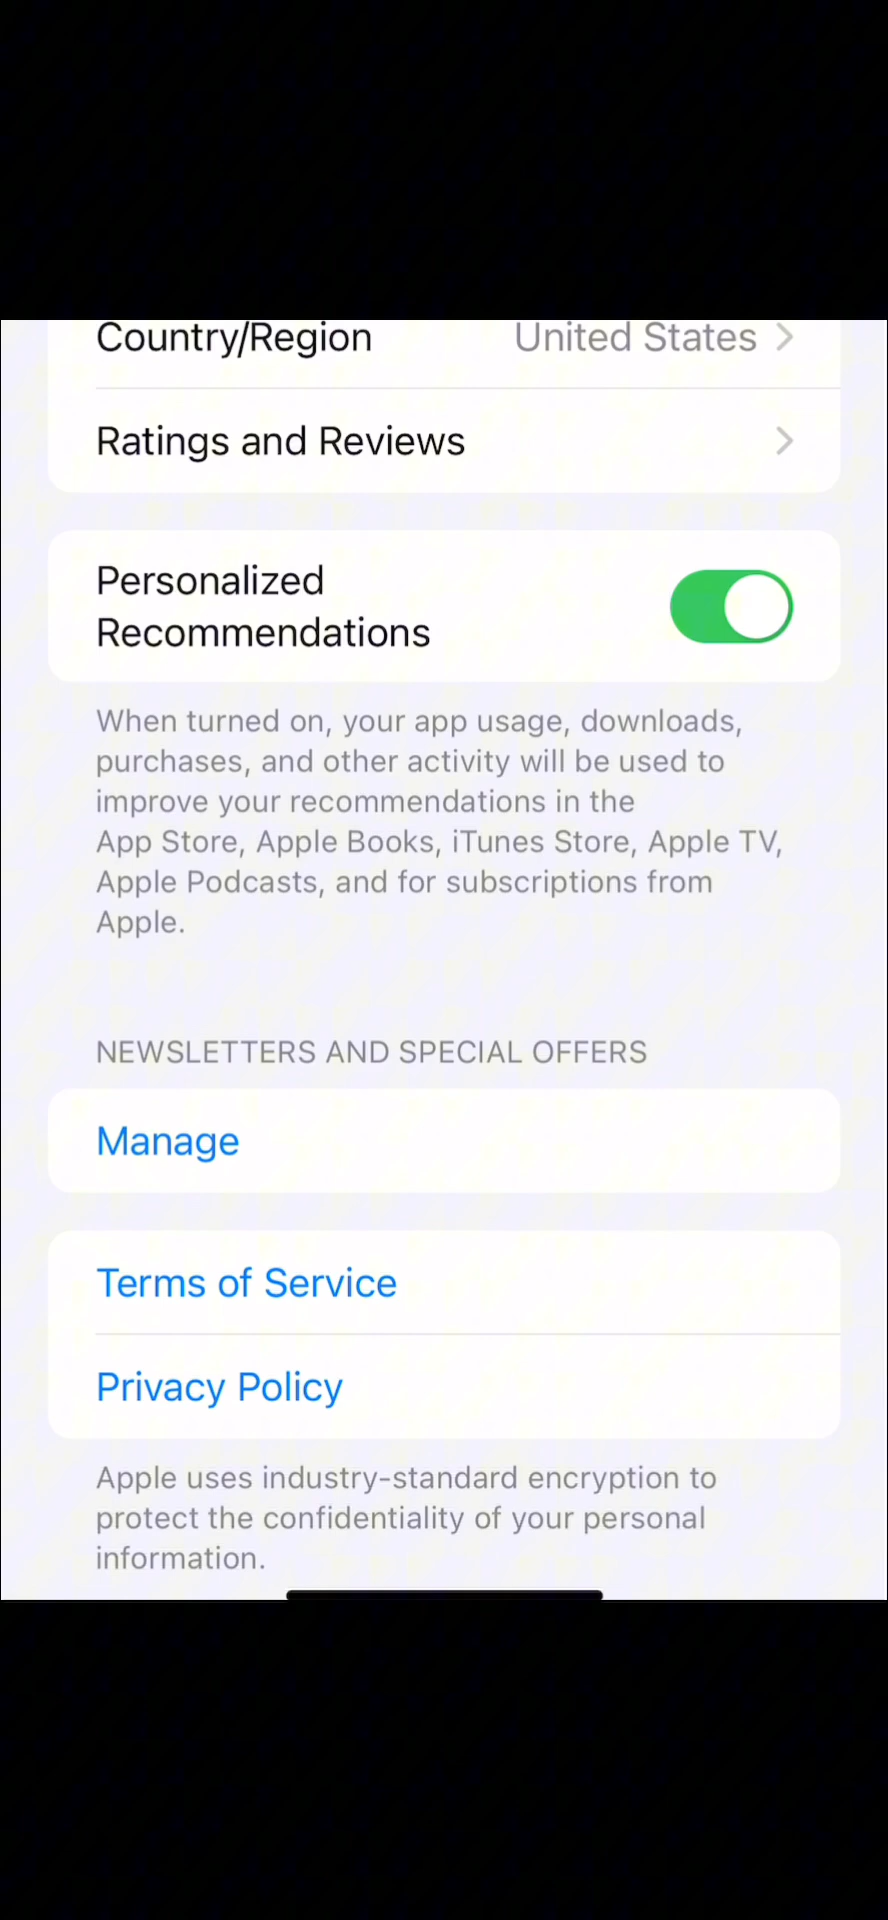 Country/Region United States
Ratings and Reviews
Personalized
Recommendations
When turned on, your app usage, downloads,
purchases, and other activity will be used to
improve your recommendations in the
App Store, Apple Books, iTunes Store, Apple TV,
Apple Podcasts, and for subscriptions from
Apple.
NEWSLETTERS AND SPECIAL OFFERS
Manage
Terms of Service
Privacy Policy
Apple uses industry-standard encryption to
protect the confidentiality of your personal
information.